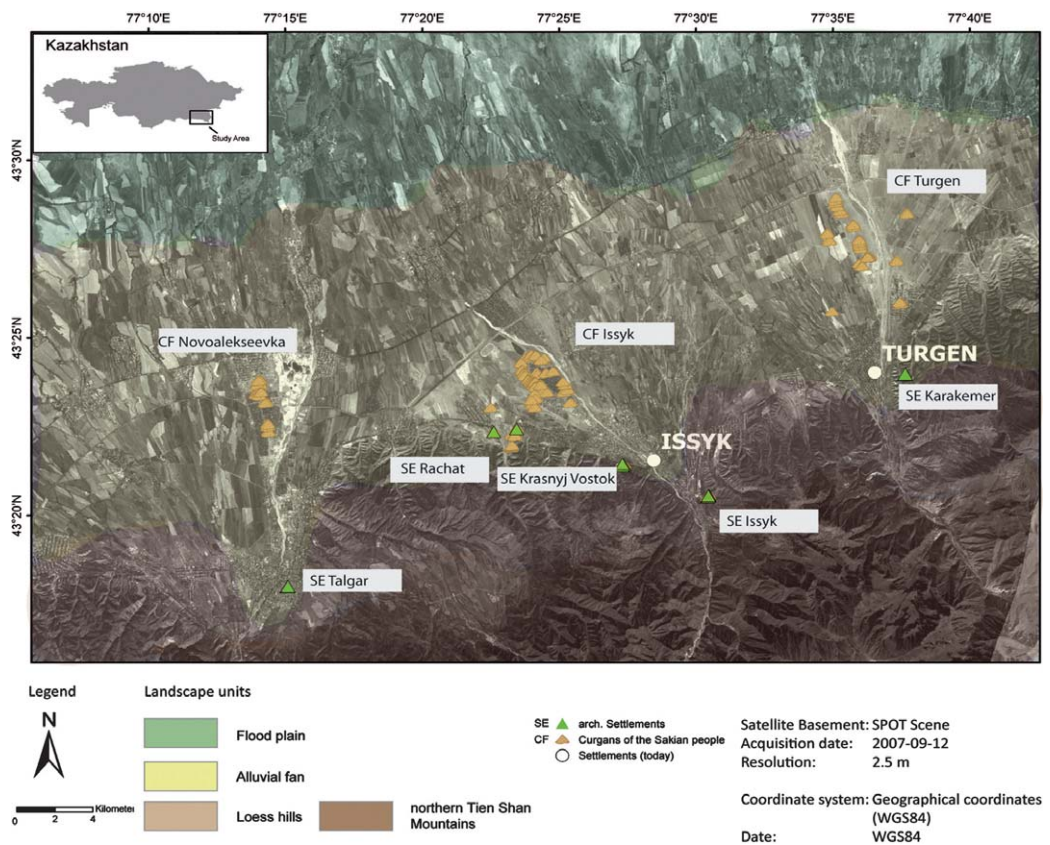 77°10'E 77°15'E 77°20'E 77°25'E 77°30'E 77°35'E 77°40'E
Kazakhstan
Study Area
43°30'N
CF Turgen
43°25'N
CF Novoalekseevka
CF Issyk
TURGEN
SE Karakemer
ISSYK
SE Rachat
SE Krasnyj Vostok
43°20'N
SE Issyk
SE Talgar
Legend
Landscape units
N
Flood plain
Alluvial fan
Loess hills
northern Tien Shan
Mountains
0 2 4 Kilometer
SE arch. Settlements
CF Curgans of the Sakian people
Settlements (today)
Satellite Basement: SPOT Scene
Acquisition date: 2007-09-12
Resolution: 2.5 m
Coordinate system: Geographical coordinates
(WGS84)
Date: WGS84